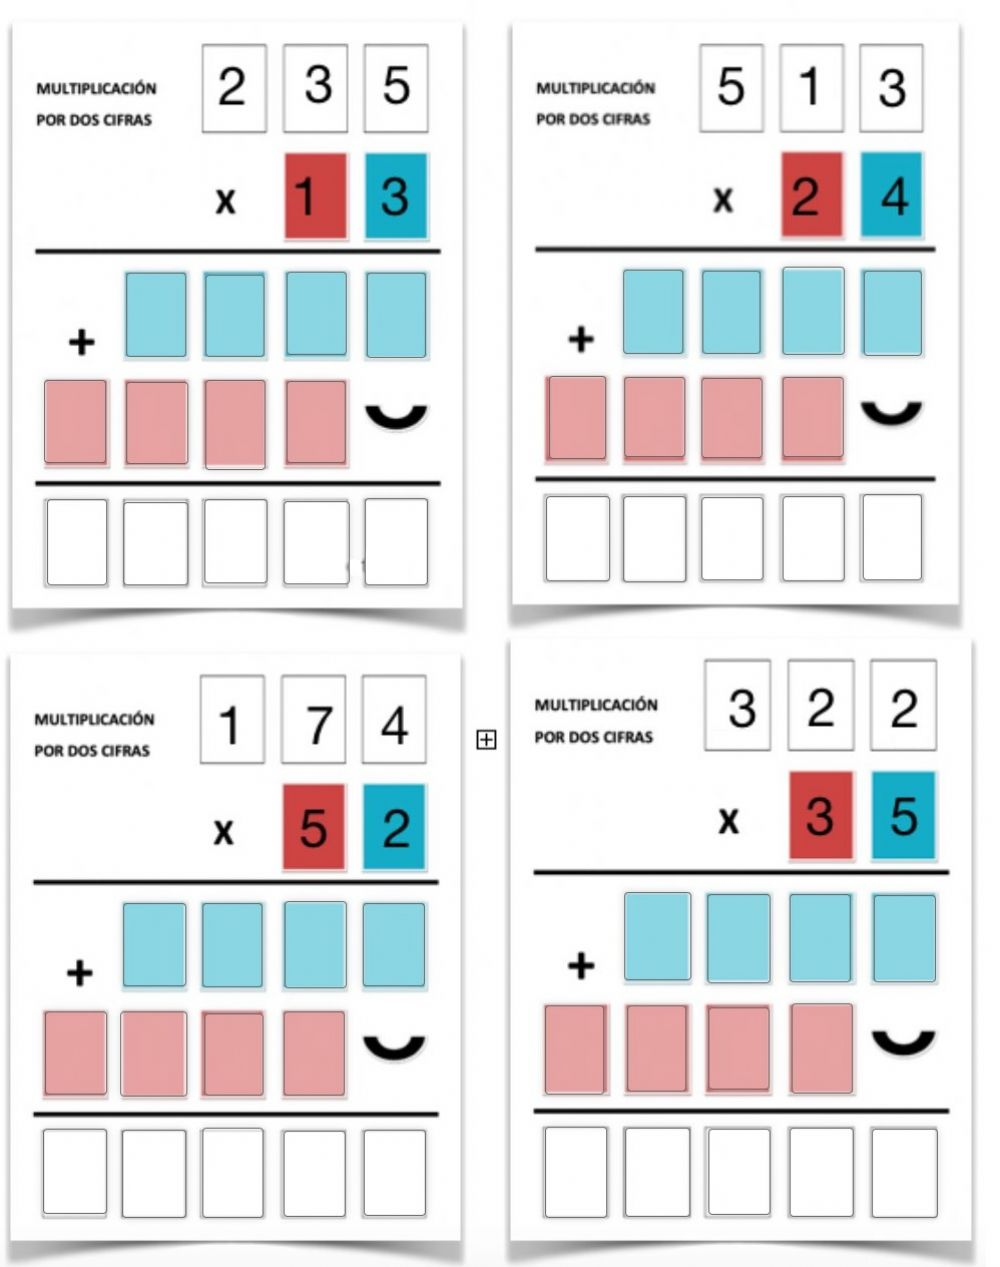 MULTIPLICACIÓN
POR DOS CIFRAS
2 3 5
x 1 3
+
MULTIPLICACIÓN
POR DOS CIFRAS
5 1 3
x 2 4
+
MULTIPLICACIÓN
POR DOS CIFRAS
1 7 4
x 5 2
+
MULTIPLICACIÓN
POR DOS CIFRAS
3 2 2
x 3 5
+